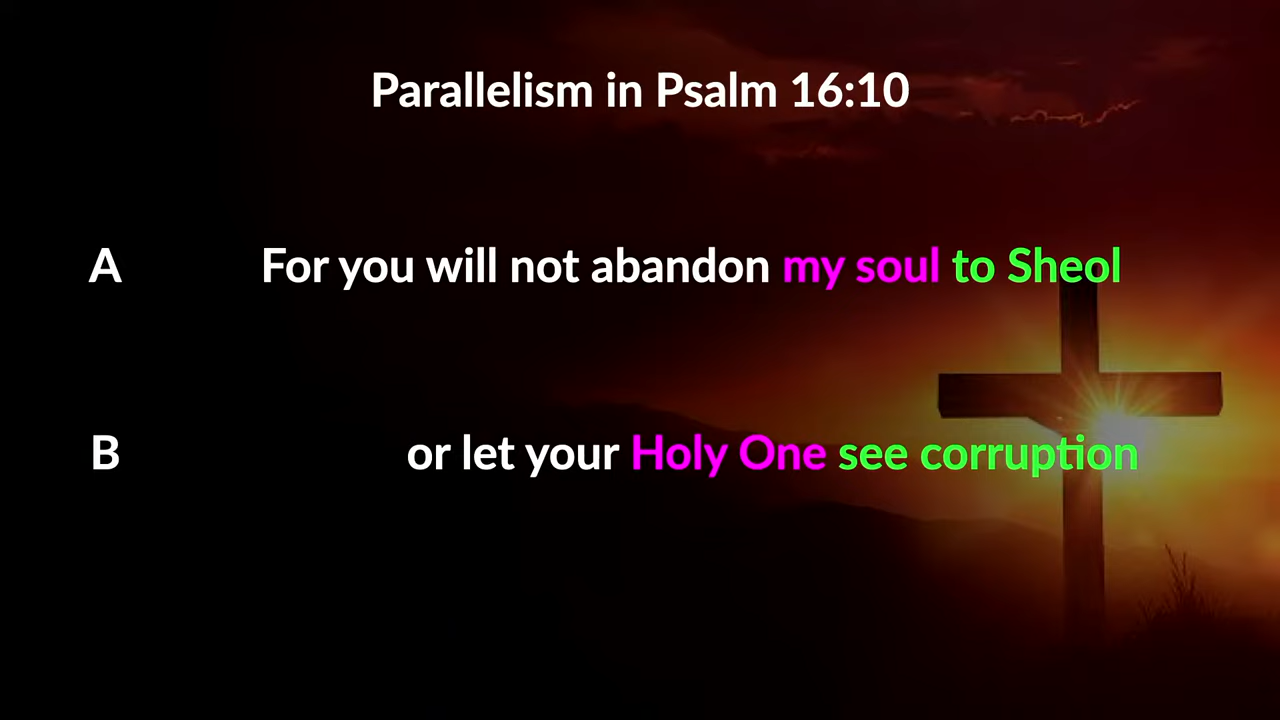 Parallelism in Psalm 16:10
A For you will not abandon my soul to Sheol
B or let your Holy One see corruption